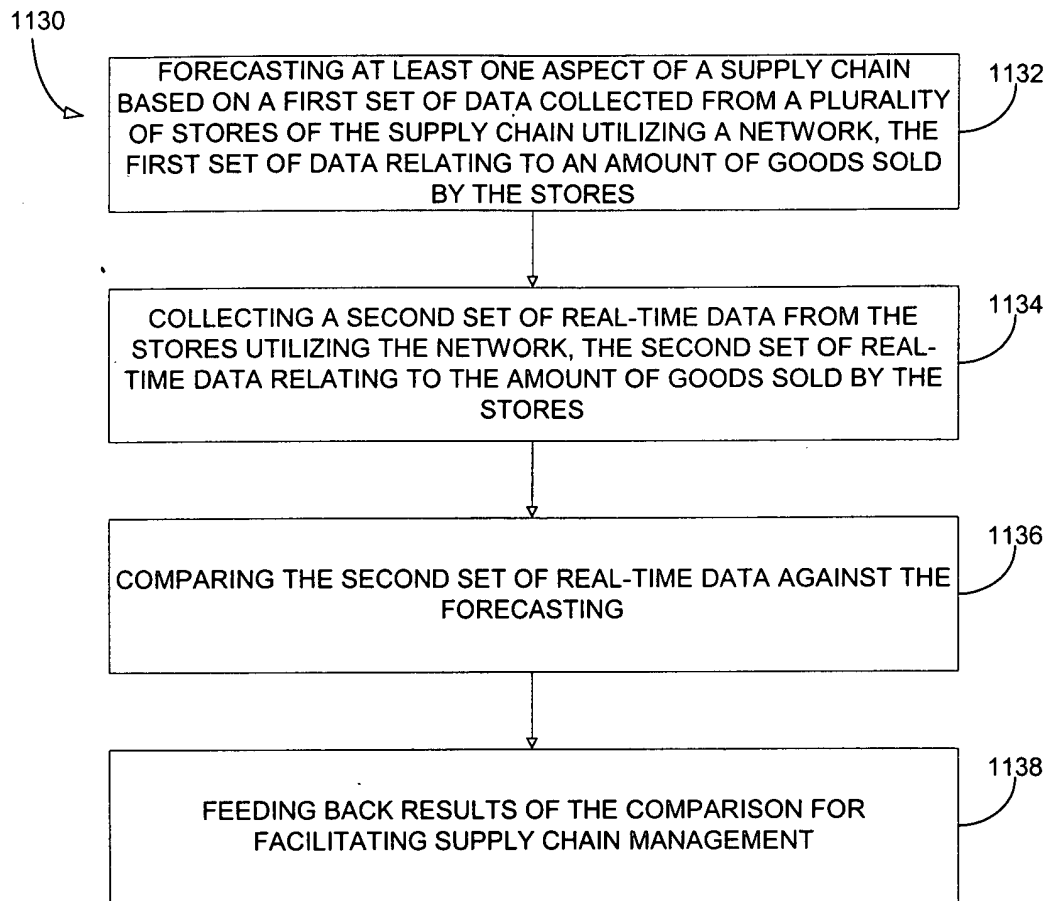 1130
FORECASTING AT LEAST ONE ASPECT OF A SUPPLY CHAIN
BASED ON A FIRST SET OF DATA COLLECTED FROM A PLURALITY
OF STORES OF THE SUPPLY CHAIN UTILIZING A NETWORK, THE
FIRST SET OF DATA RELATING TO AN AMOUNT OF GOODS SOLD
BY THE STORES
1132
COLLECTING A SECOND SET OF REAL-TIME DATA FROM THE
STORES UTILIZING THE NETWORK, THE SECOND SET OF REAL-
TIME DATA RELATING TO THE AMOUNT OF GOODS SOLD BY THE
STORES
1134
COMPARING THE SECOND SET OF REAL-TIME DATA AGAINST THE
FORECASTING
1136
FEEDING BACK RESULTS OF THE COMPARISON FOR
FACILITATING SUPPLY CHAIN MANAGEMENT
1138